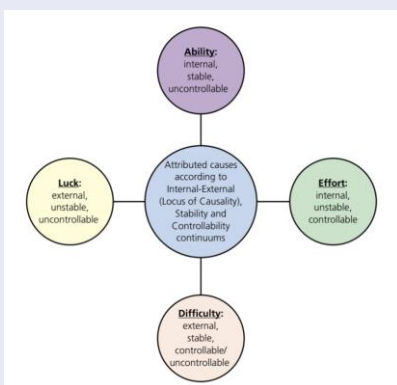 Ability:
internal,
stable,
uncontrollable
Luck:
external,
unstable,
uncontrollable
Attributed causes
according to
Internal-External
(Locus of Causality),
Stability and
Controllability
continuums
Effort:
internal,
unstable,
controllable
Difficulty:
external,
stable,
controllable/
uncontrollable